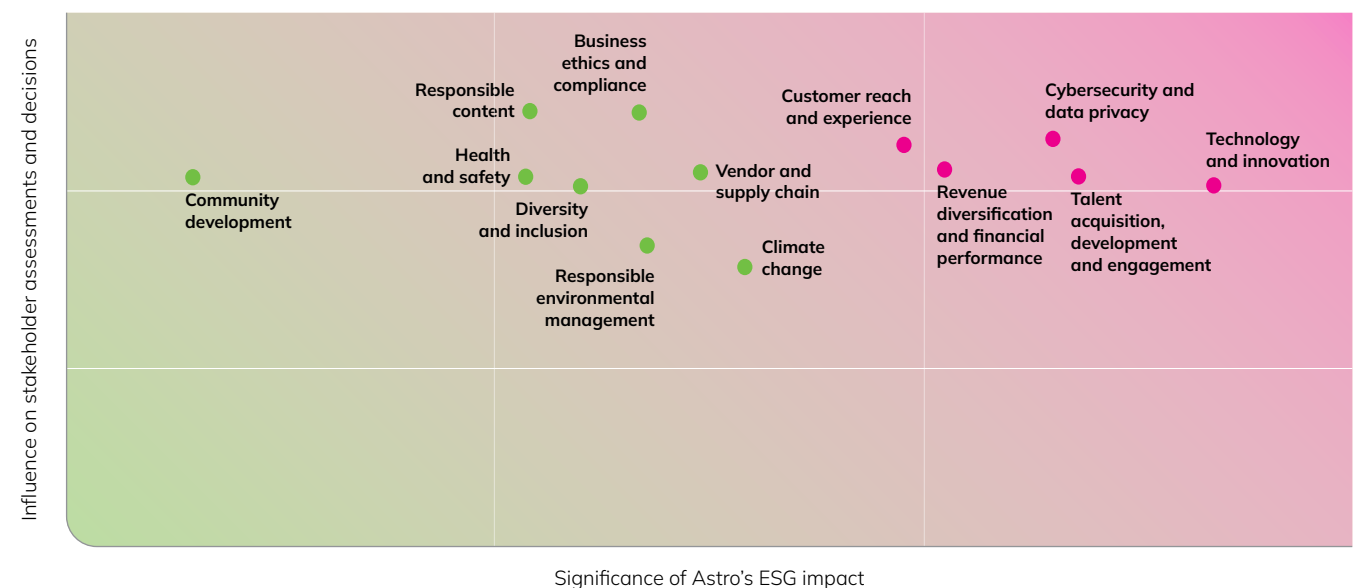 Influence on stakeholder assessments and decisions
Business
ethics and
compliance
Responsible
content
Customer reach
and experience
Cybersecurity and
data privacy
Technology
and innovation
Health
and safety
Vendor and
supply chain
Community
development
Diversity
and inclusion
Revenue
diversification
and financial
performance
Talent
acquisition,
development
and engagement
Climate
change
Responsible
environmental
management
Significance of Astro's ESG impact